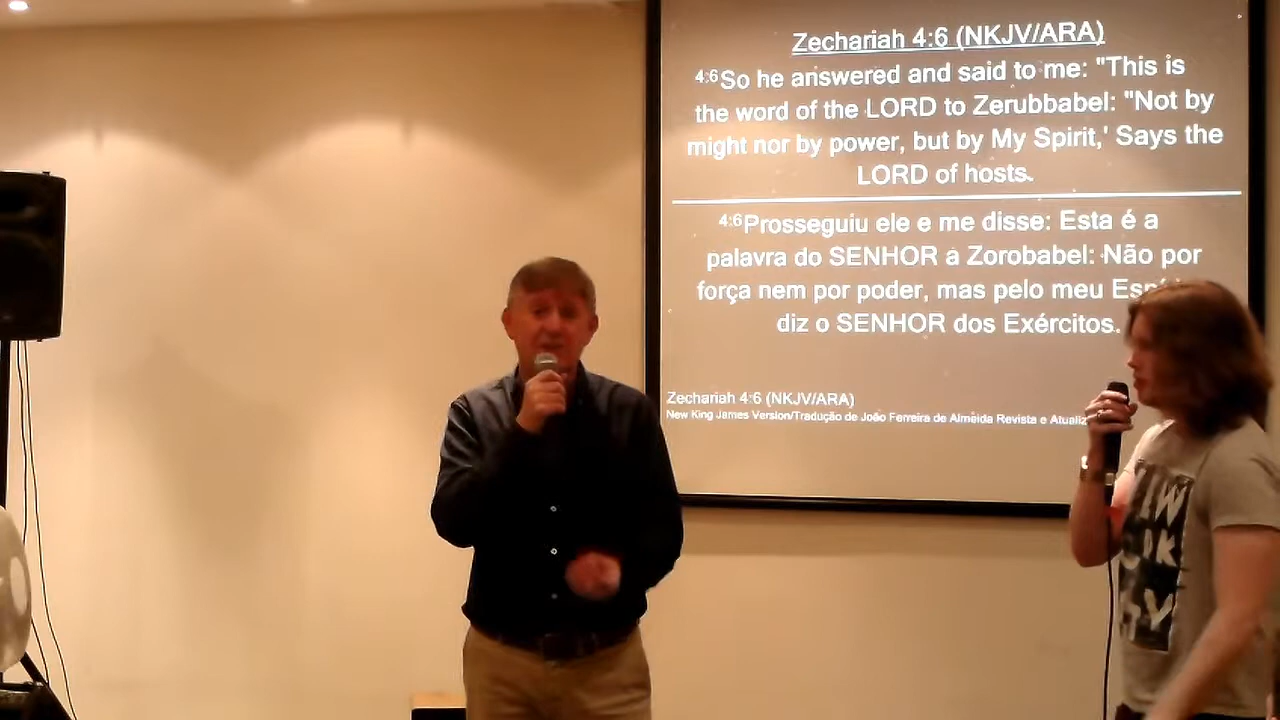 Zechariah 4:6 (NKJV/ARA)
4:6So he answered and said to me: "This is
the word of the LORD to Zerubbabel: "Not by
might nor by power, but by My Spirit,' Says the
LORD of hosts.
4:6Prosseguiu ele e me disse: Esta é a
palavra do SENHOR a Zorobabel: Não por
força nem por poder, mas pelo meu
diz o SENHOR dos Exércitos.
Zechariah 4:6 (NKJV/ARA)
New King James Version/Tradução de João Ferreira de Almeida Revista e